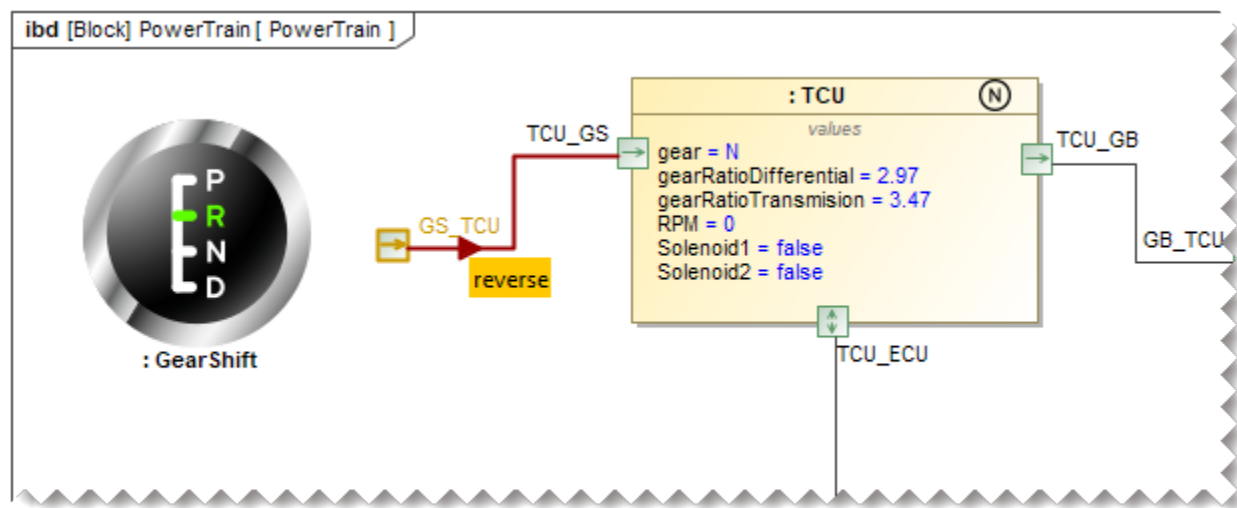 ibd [Block] PowerTrain [ PowerTrain ]
P
R
N
D
: GearShift
GS_TCU
reverse
TCU_GS
: TCU
N
values
gear = N
gearRatioDifferential = 2.97
gearRatioTransmision = 3.47
RPM = 0
Solenoid1 = false
Solenoid2 = false
TCU_GB
GB_TCU
TCU_ECU